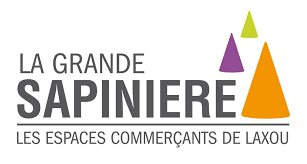 LA GRANDE
SAPINIERE
LES ESPACES COMMERÇANTS DE LAXOU